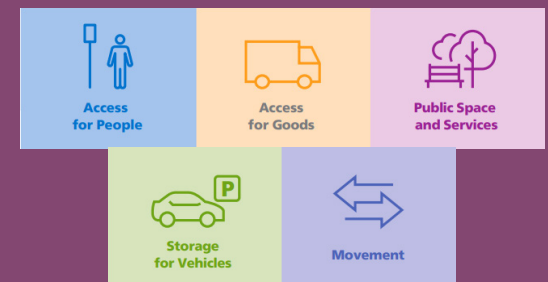 Access
for People
Access
for Goods
Public Space
and Services
P
Storage
for Vehicles
Movement